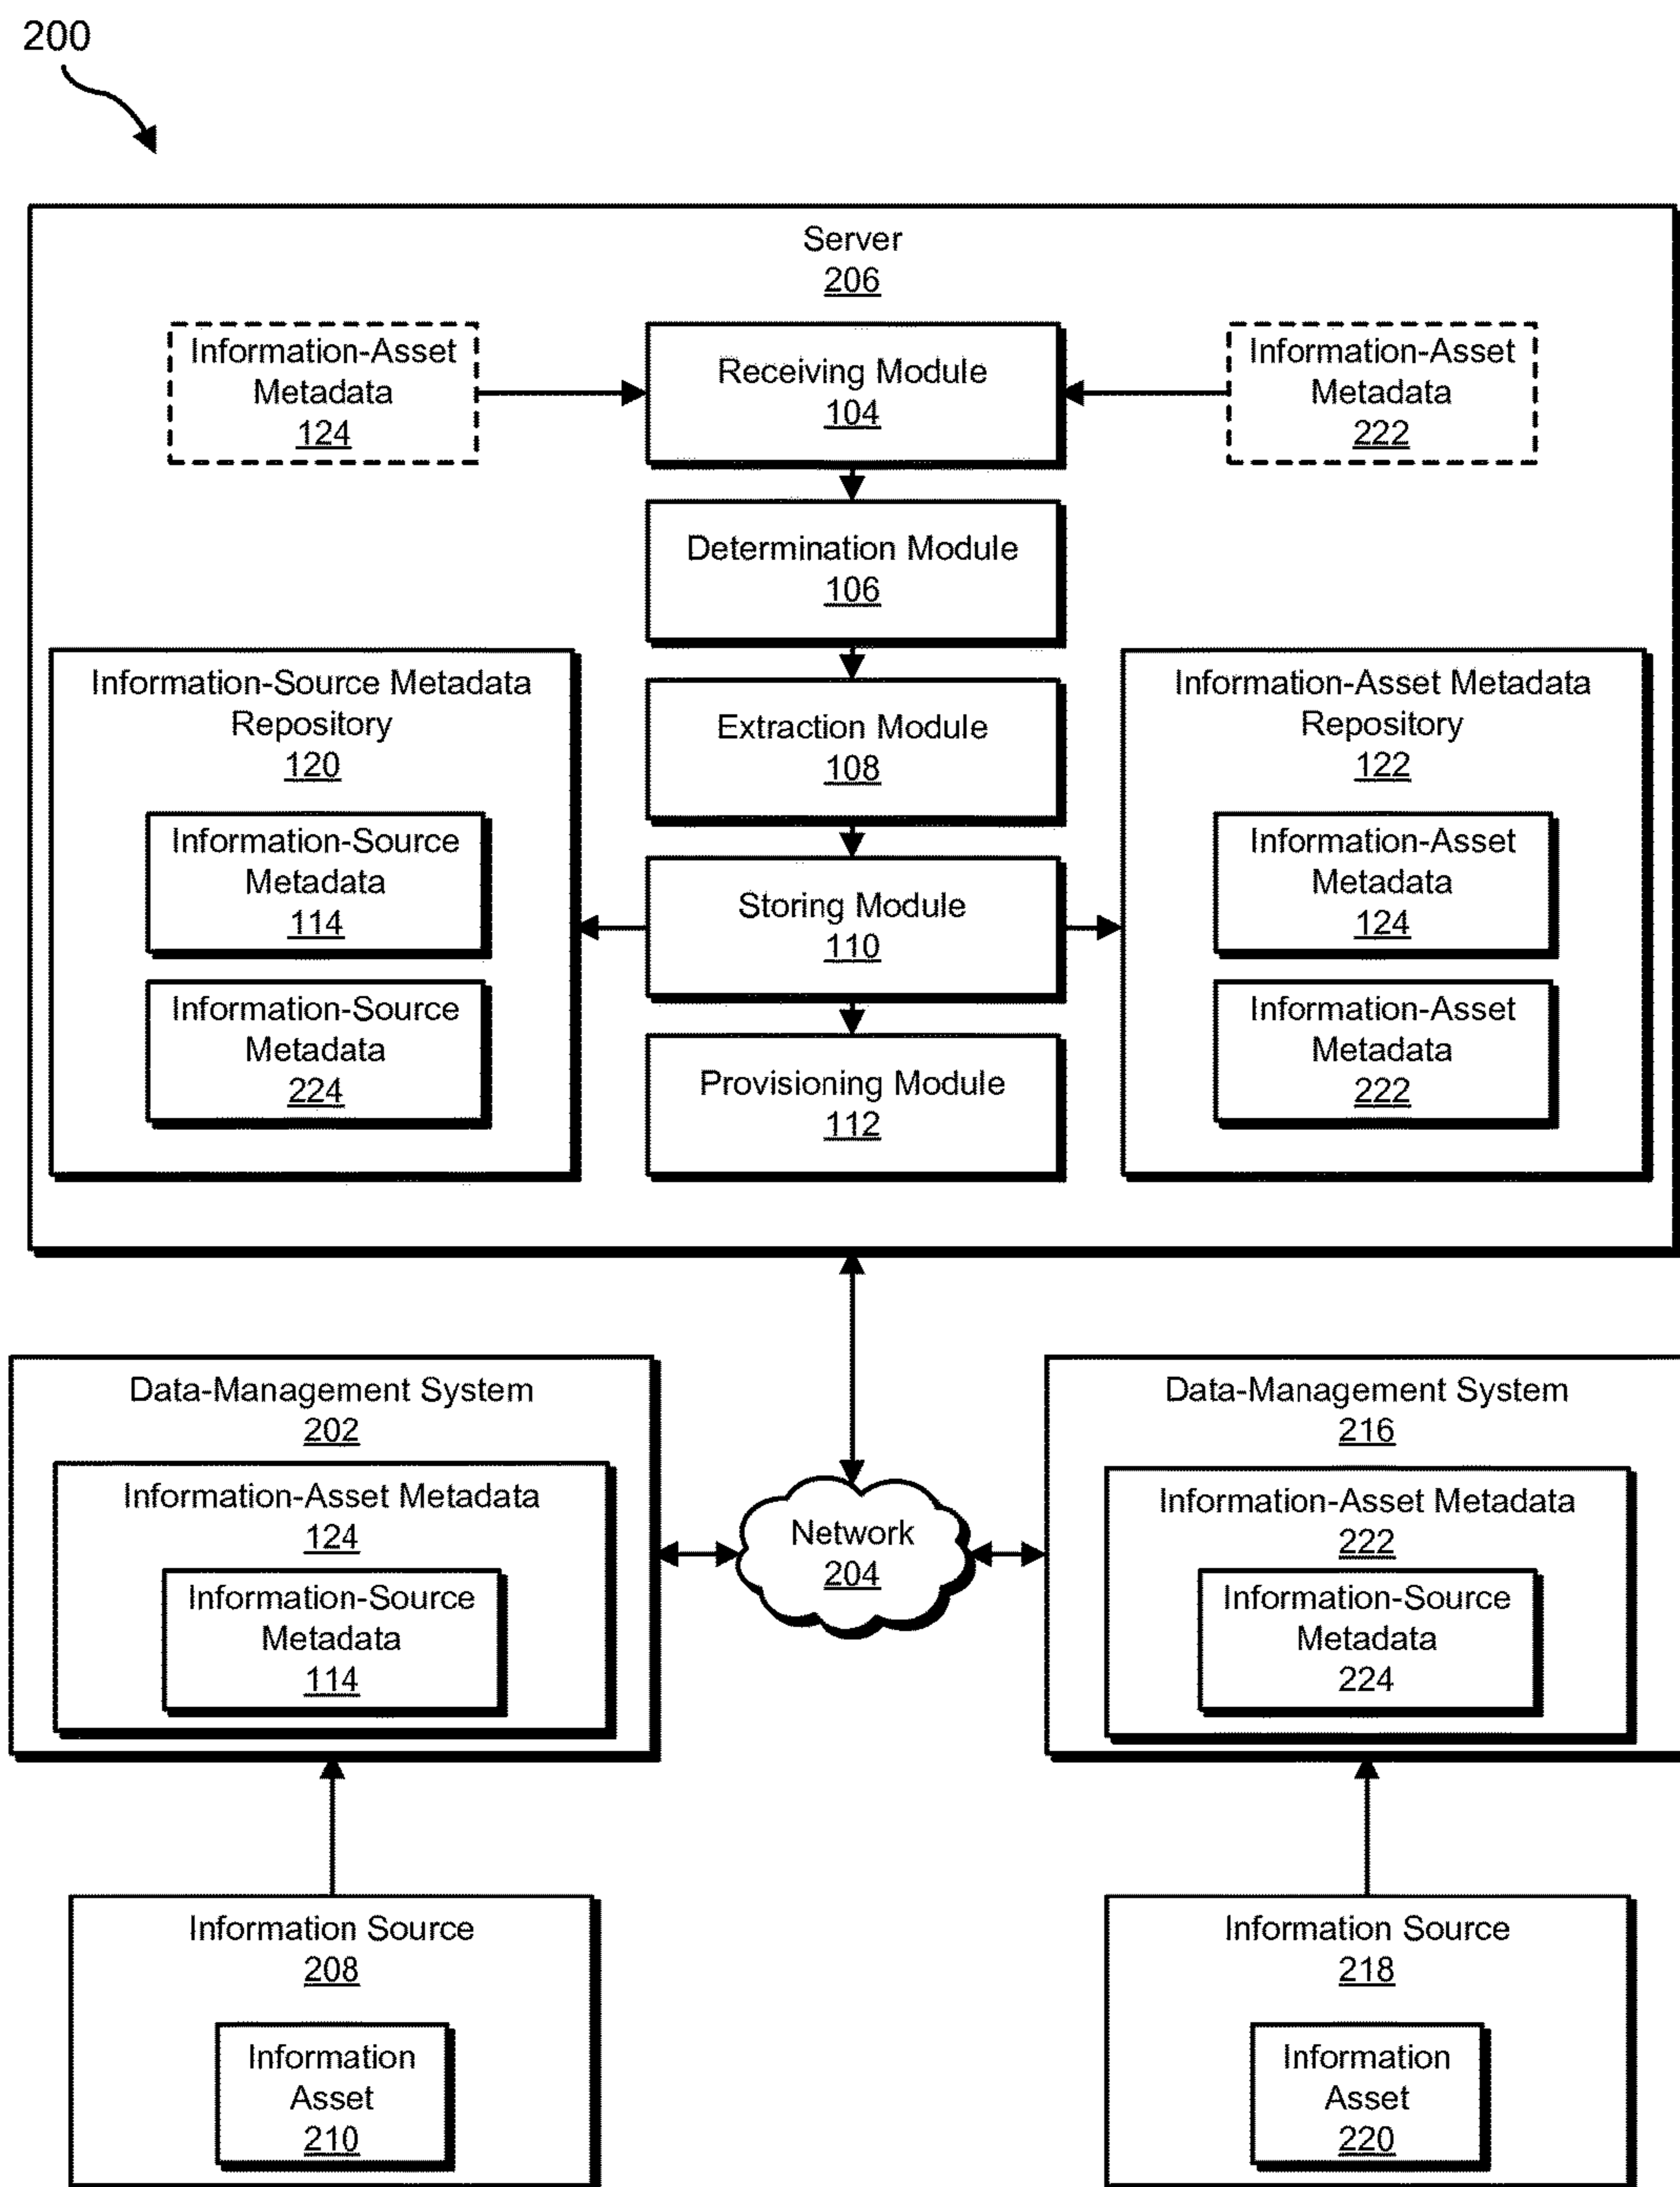 200
Server
206
Information-Asset
Metadata
124
Receiving Module
104
Information-Asset
Metadata
222
Determination Module
106
Information-Source Metadata
Repository
120
Information-Source
Metadata
114
Information-Source
Metadata
224
Extraction Module
108
Storing Module
110
Provisioning Module
112
Information-Asset Metadata
Repository
122
Information-Asset
Metadata
124
Information-Asset
Metadata
222
Data-Management System
202
Information-Asset Metadata
124
Information-Source
Metadata
114
Network
204
Data-Management System
216
Information-Asset Metadata
222
Information-Source
Metadata
224
Information Source
208
Information
Asset
210
Information Source
218
Information
Asset
220